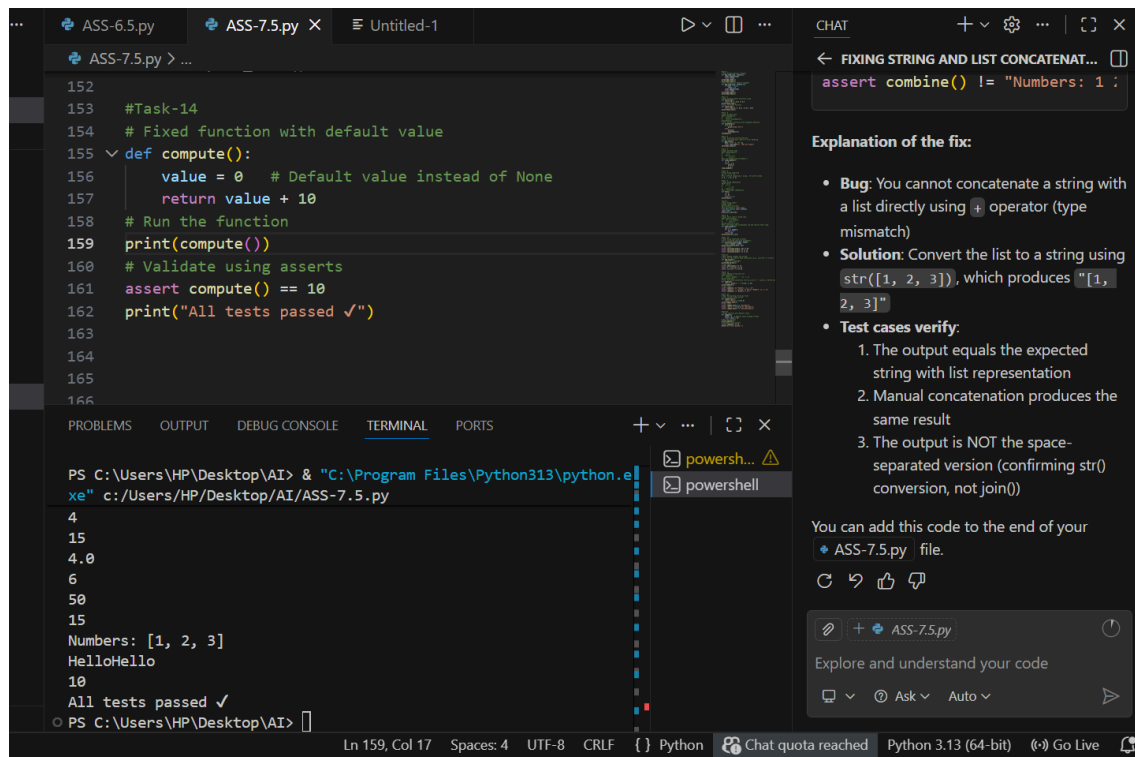 ASS-6.5.py
ASS-7.5.py
Untitled-1
ASS-7.5.py > ...
152
153 #Task-14
154 # Fixed function with default value
155 def compute():
156 value = 0 # Default value instead of None
157 return value + 10
158 # Run the function
159 print(compute())
160 # Validate using asserts
161 assert compute() == 10
162 print("All tests passed ✓")
163
164
165
166
PROBLEMS OUTPUT DEBUG CONSOLE TERMINAL PORTS
PS C:\Users\HP\Desktop\AI> & "C:\Program Files\Python313\python.e
xe" c:/Users/HP/Desktop/AI/ASS-7.5.py
4
15
4.0
6
50
15
Numbers: [1, 2, 3]
HelloHello
10
All tests passed ✓
PS C:\Users\HP\Desktop\AI>
powersh...
powershell
CHAT
FIXING STRING AND LIST CONCATENAT...
assert combine() != "Numbers: 1
Explanation of the fix:
• Bug: You cannot concatenate a string with
a list directly using + operator (type
mismatch)
• Solution: Convert the list to a string using
str([1, 2, 3]), which produces "[1,
2, 3]"
• Test cases verify:
1. The output equals the expected
string with list representation
2. Manual concatenation produces the
same result
3. The output is NOT the space-
separated version (confirming str()
conversion, not join())
You can add this code to the end of your
ASS-7.5.py file.
ASS-7.5.py
Explore and understand your code
Ask Auto
Ln 159, Col 17 Spaces: 4 UTF-8 CRLF { } Python Chat quota reached Python 3.13 (64-bit) Go Live